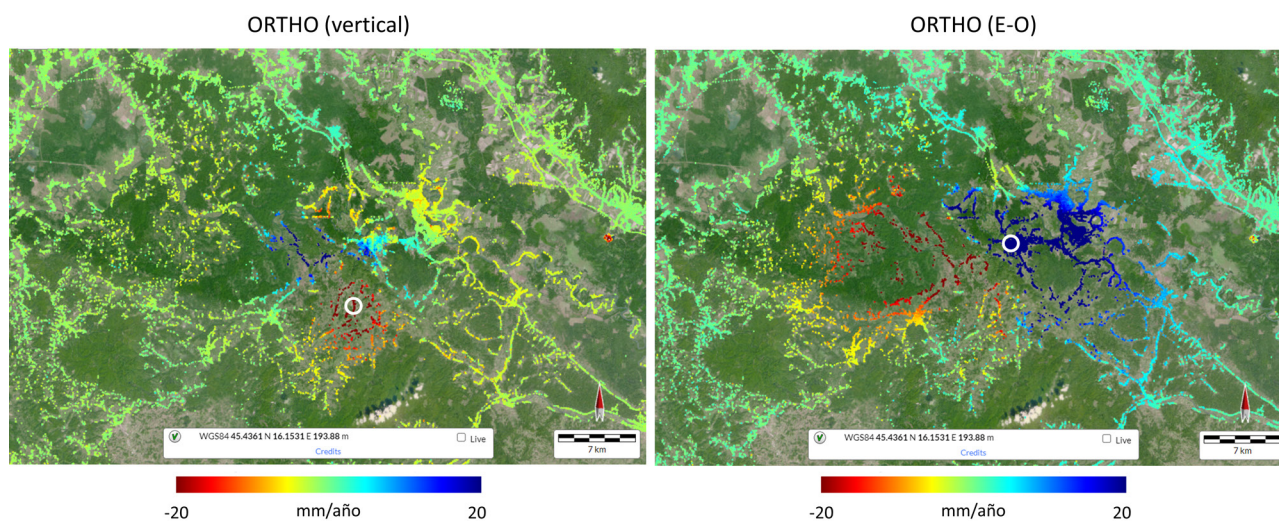 ORTHO (vertical)
ORTHO (E-O)
WGS84 45.4361 N 16.1531 E 193.88 m
Live
Credits
7 km
WGS84 45.4361 N 16.1531 E 193.88 m
Live
Credits
7 km
-20
mm/año
20
-20
mm/año
20